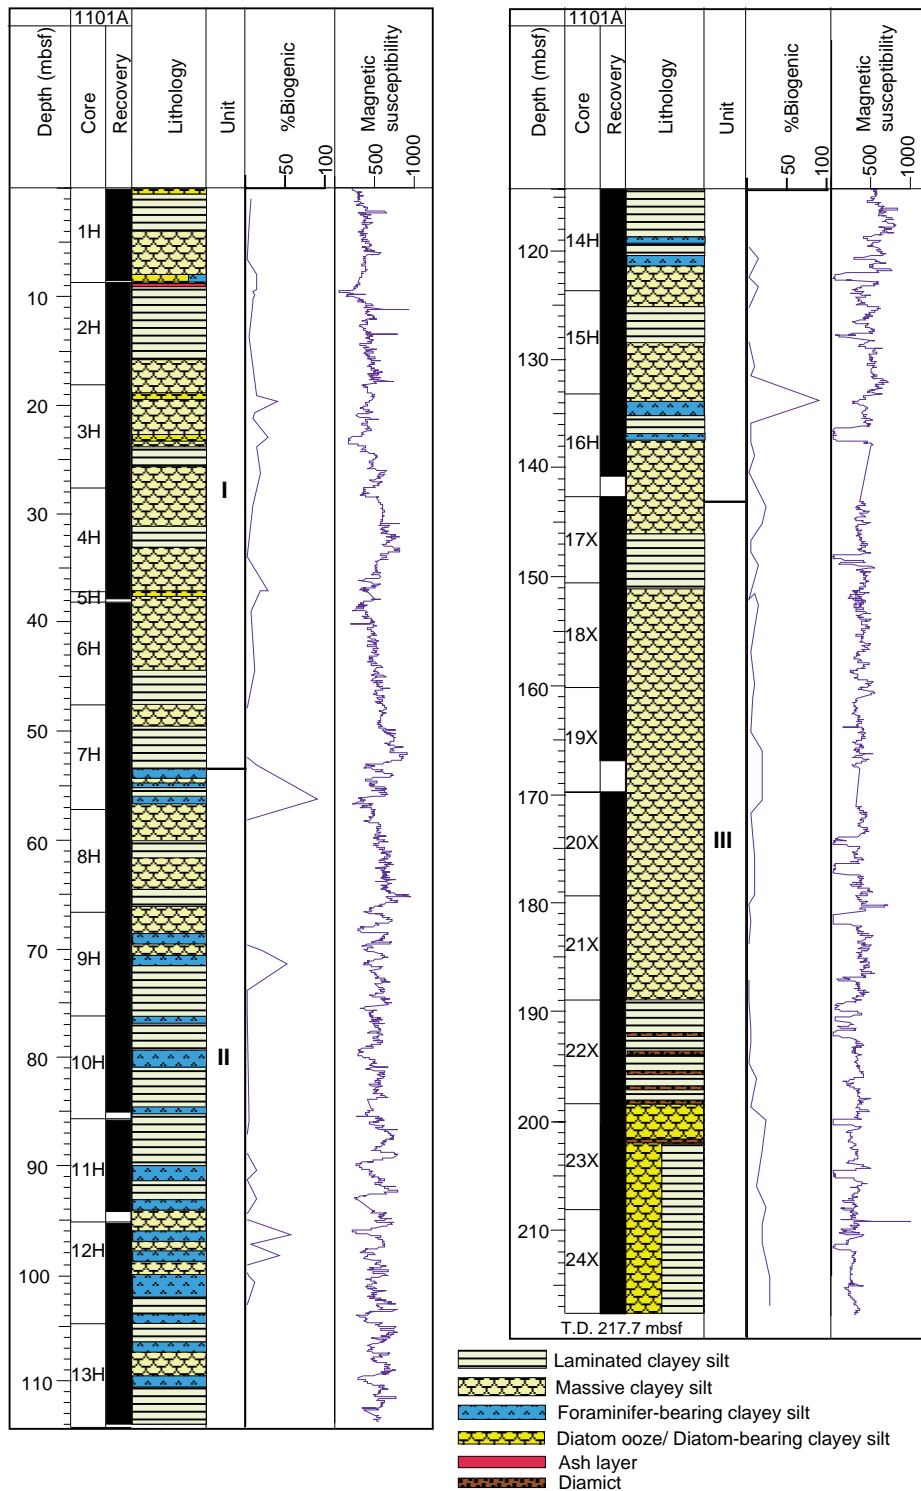 1101A
Depth (mbsf)
Core
Recovery
Lithology
Unit
%Biogenic
Magnetic
susceptibility
50
100
500
1000
1H
10
2H
20
3H
I
30
4H
5H
40
6H
50
7H
60
8H
70
9H
80
10H
II
90
11H
12H
100
13H
110
1101A
Depth (mbsf)
Core
Recovery
Lithology
Unit
%Biogenic
Magnetic
susceptibility
50
100
500
1000
14H
120
15H
130
16H
140
17X
150
18X
160
19X
170
20X
III
180
21X
190
22X
200
23X
210
24X
T.D. 217.7 mbsf
Laminated clayey silt
Massive clayey silt
Foraminifer-bearing clayey silt
Diatom ooze/ Diatom-bearing clayey silt
Ash layer
Diamict